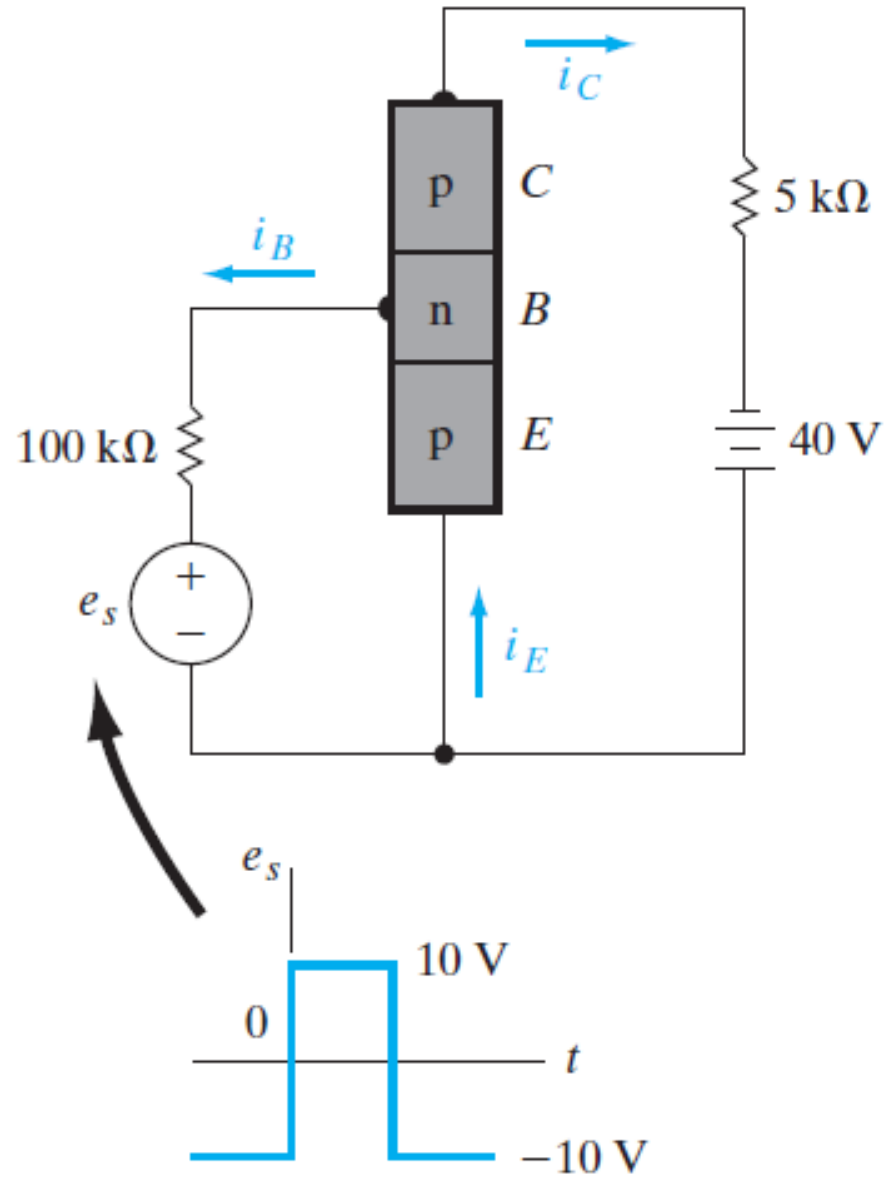 i_C
p C
5 kΩ
i_B
n B
100 kΩ
p E
40 V
+
e_s
−
i_E
e_s
10 V
0
t
−10 V